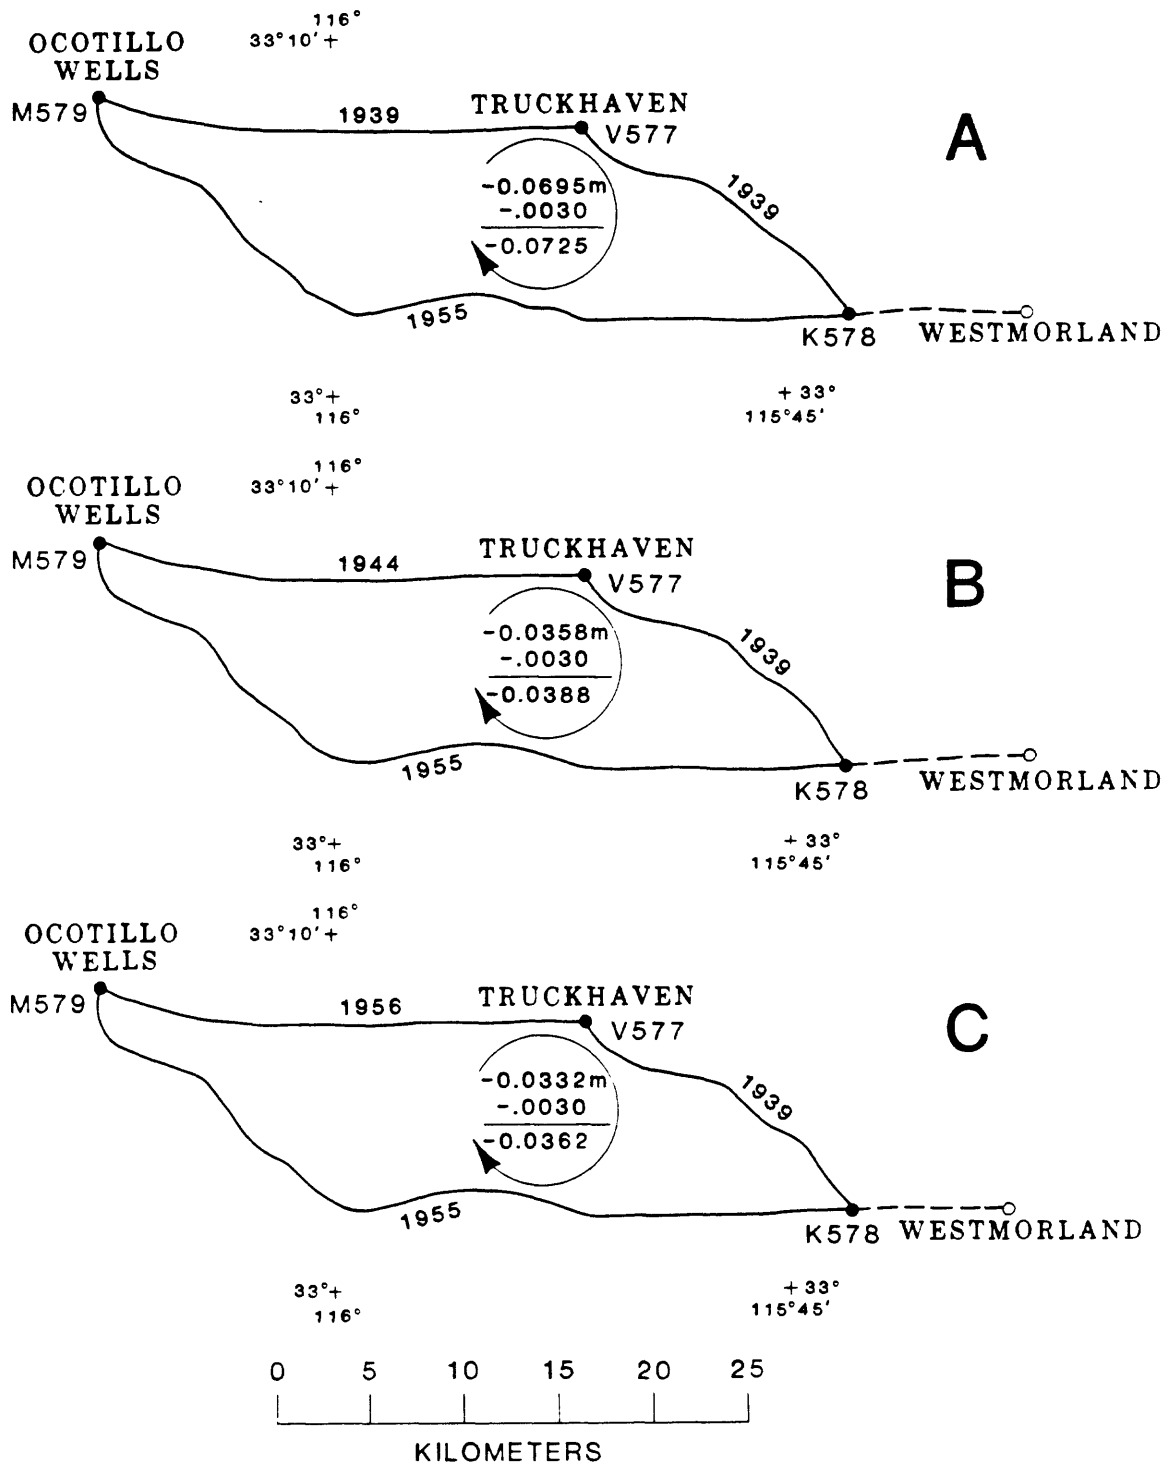 116°
33°10'+
OCOTILLO
WELLS
M579
1939
TRUCKHAVEN
V577
A
-0.0695m
-.0030
-0.0725
1939
1955
K578
WESTMORLAND
33°+
116°
+ 33°
115°45'
116°
33°10'+
OCOTILLO
WELLS
M579
1944
TRUCKHAVEN
V577
B
-0.0358m
-.0030
-0.0388
1939
1955
K578
WESTMORLAND
33°+
116°
+ 33°
115°45'
116°
33°10'+
OCOTILLO
WELLS
M579
1956
TRUCKHAVEN
V577
C
-0.0332m
-.0030
-0.0362
1939
1955
K578 WESTMORLAND
33°+
116°
+ 33°
115°45'
0 5 10 15 20 25
KILOMETERS